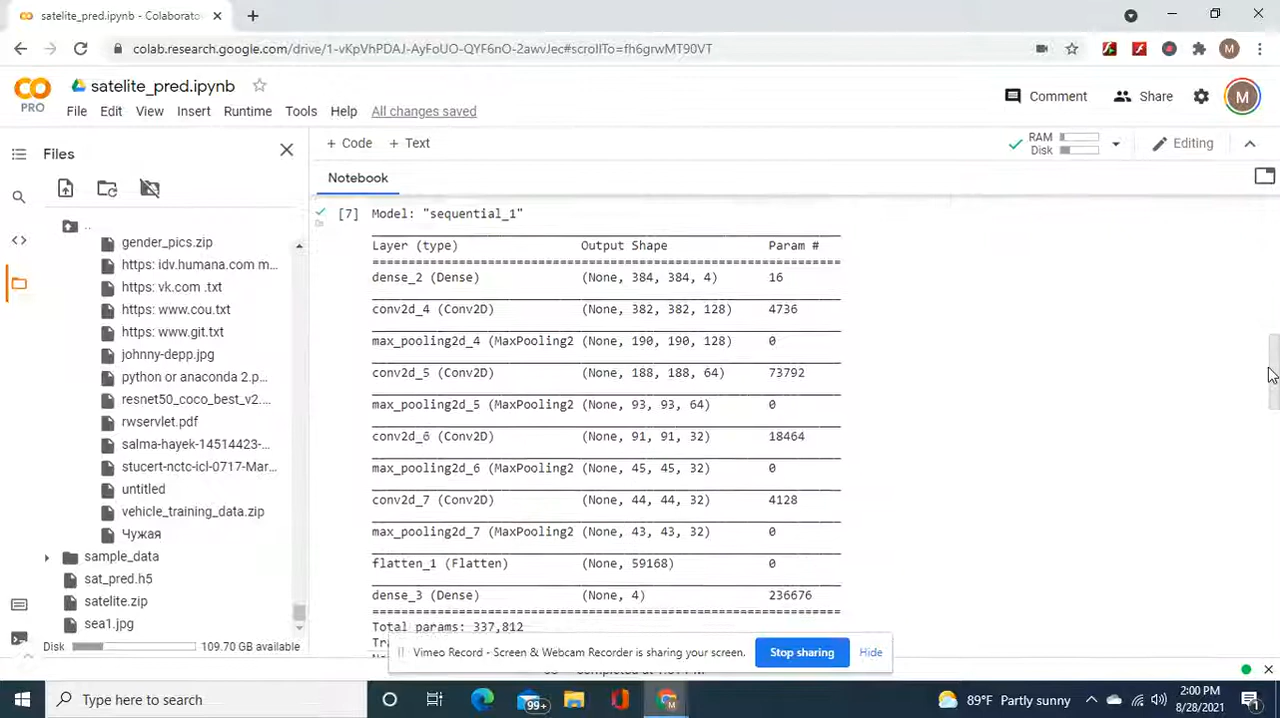 satelite_pred.ipynb - Colaborato
colab.research.google.com/drive/1-vKpVhPDAJ-AyFoUO-QYF6nO-2awvJec#scrollTo=fh6grwMT90VT
M
CO
PRO
satelite_pred.ipynb
File Edit View Insert Runtime Tools Help All changes saved
Comment Share M
Files
+ Code + Text
RAM
Disk
Editing
Notebook
..
gender_pics.zip
https: idv.humana.com m...
https: vk.com .txt
https: www.cou.txt
https: www.git.txt
johnny-depp.jpg
python or anaconda 2.p...
resnet50_coco_best_v2....
rwservlet.pdf
salma-hayek-14514423-...
stucert-nctc-icl-0717-Mar...
untitled
vehicle_training_data.zip
Чужая
sample_data
sat_pred.h5
satelite.zip
sea1.jpg
Disk 109.70 GB available
[7] Model: "sequential_1"
Layer (type) Output Shape Param #
dense_2 (Dense) (None, 384, 384, 4) 16
conv2d_4 (Conv2D) (None, 382, 382, 128) 4736
max_pooling2d_4 (MaxPooling2 (None, 190, 190, 128) 0
conv2d_5 (Conv2D) (None, 188, 188, 64) 73792
max_pooling2d_5 (MaxPooling2 (None, 93, 93, 64) 0
conv2d_6 (Conv2D) (None, 91, 91, 32) 18464
max_pooling2d_6 (MaxPooling2 (None, 45, 45, 32) 0
conv2d_7 (Conv2D) (None, 44, 44, 32) 4128
max_pooling2d_7 (MaxPooling2 (None, 43, 43, 32) 0
flatten_1 (Flatten) (None, 59168) 0
dense_3 (Dense) (None, 4) 236676
Total params: 337,812
Vimeo Record - Screen & Webcam Recorder is sharing your screen. Stop sharing Hide
Type here to search
99+
89°F Partly sunny
2:00 PM
8/28/2021
1